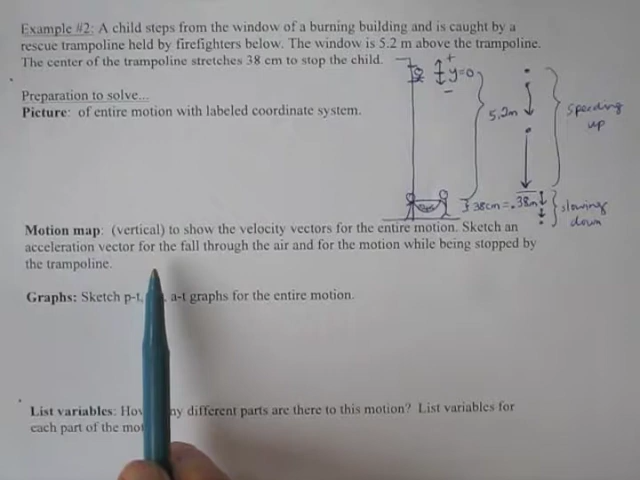 Example #2: A child steps from the window of a burning building and is caught by a
rescue trampoline held by firefighters below. The window is 5.2 m above the trampoline.
The center of the trampoline stretches 38 cm to stop the child.
+
y=0
−
Preparation to solve...
Picture: of entire motion with labeled coordinate system.
5.2m
speeding
up
38cm = .38m
slowing
down
Motion map: (vertical) to show the velocity vectors for the entire motion. Sketch an
acceleration vector for the fall through the air and for the motion while being stopped by
the trampoline.
Graphs: Sketch p-t, a-t graphs for the entire motion.
List variables: How different parts are there to this motion? List variables for
each part of the